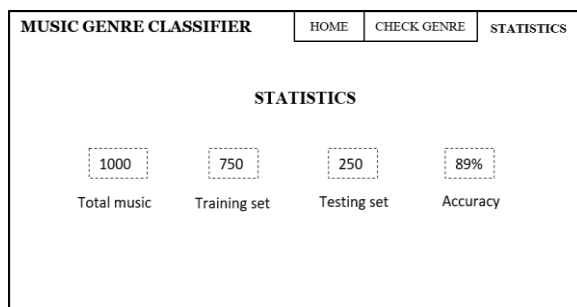 MUSIC GENRE CLASSIFIER HOME CHECK GENRE STATISTICS
STATISTICS
1000 750 250 89%
Total music Training set Testing set Accuracy